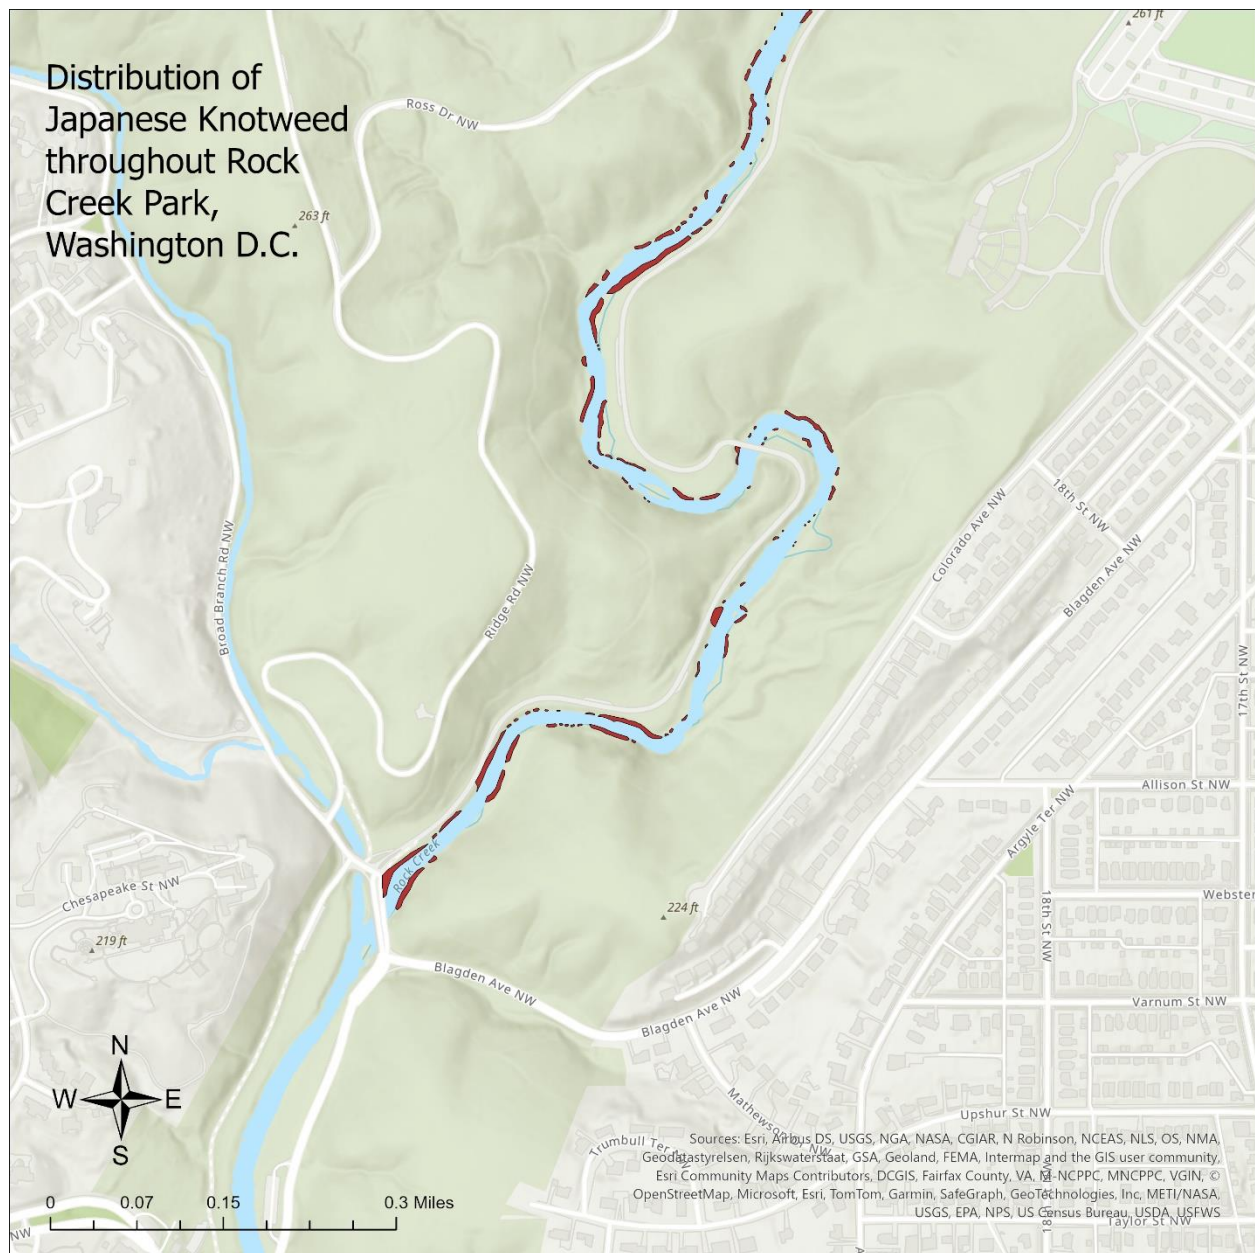 Distribution of
Japanese Knotweed
throughout Rock
Creek Park,
Washington D.C.
261 ft
Ross Dr NW
263 ft
18th St NW
Colorado Ave NW
Blagden Ave NW
Broad Branch Rd NW
Ridge Rd NW
17th St NW
Allison St NW
Argyle Ter NW
Rock Creek
Chesapeake St NW
Webster
18th St NW
224 ft
219 ft
Blagden Ave NW
Blagden Ave NW
Varnum St NW
N
W E
S
Upshur St NW
Trumbull Ter
Sources: Esri, Airbus DS, USGS, NGA, NASA, CGIAR, N Robinson, NCEAS, NLS, OS, NMA,
Geodatastyrelsen, Rijkswaterstaat, GSA, Geoland, FEMA, Intermap and the GIS user community,
Esri Community Maps Contributors, DCGIS, Fairfax County, VA, M-NCPPC, MNCPPC, VGIN, ©
OpenStreetMap, Microsoft, Esri, TomTom, Garmin, SafeGraph, GeoTechnologies, Inc, METI/NASA,
USGS, EPA, NPS, US Census Bureau, USDA, USFWS
0 0.07 0.15 0.3 Miles
NW
Taylor St NW